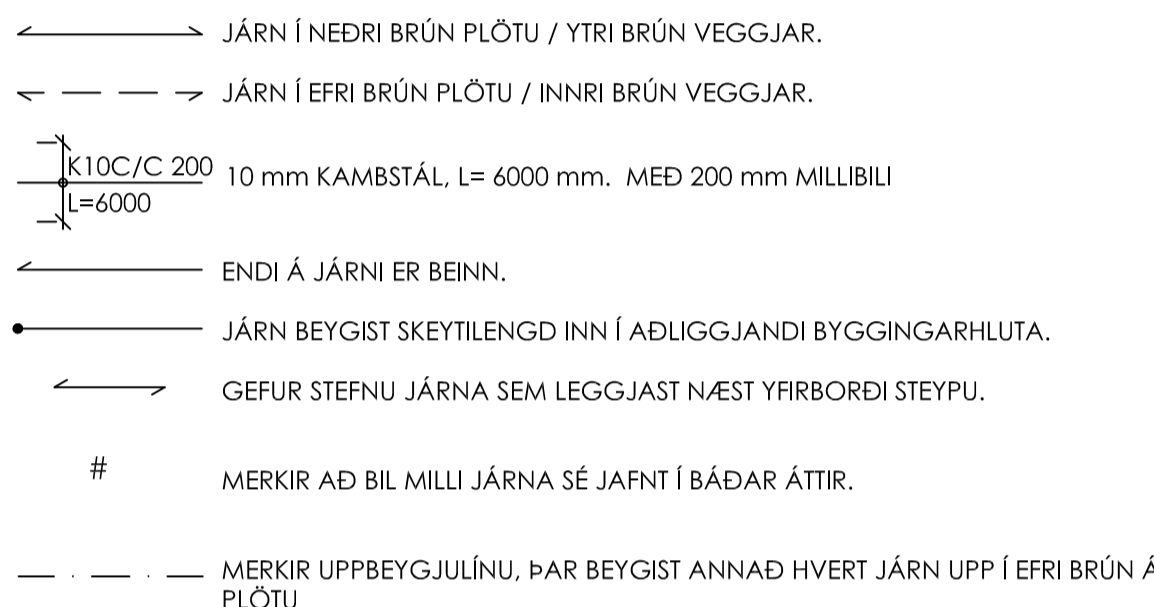 JÁRN Í NEÐRI BRÚN PLÖTU / YTRI BRÚN VEGGJAR.
JÁRN Í EFRI BRÚN PLÖTU / INNRI BRÚN VEGGJAR.
K10C/C 200
L=6000
10 mm KAMBSTÁL, L= 6000 mm. MEÐ 200 mm MILLIBILI
ENDI Á JÁRNI ER BEINN.
JÁRN BEYGIST SKEYTILENGD INN Í AÐLIGGJANDI BYGGINGARHLUTA.
GEFUR STEFNU JÁRNA SEM LEGGJAST NÆST YFIRBORÐI STEYPU.
# MERKIR AÐ BIL MILLI JÁRNA SÉ JAFNT Í BÁÐAR ÁTTIR.
MERKIR UPPBEYGJULÍNU, ÞAR BEYGIST ANNAÐ HVERT JÁRN UPP Í EFRI BRÚN Á
PLÖTU